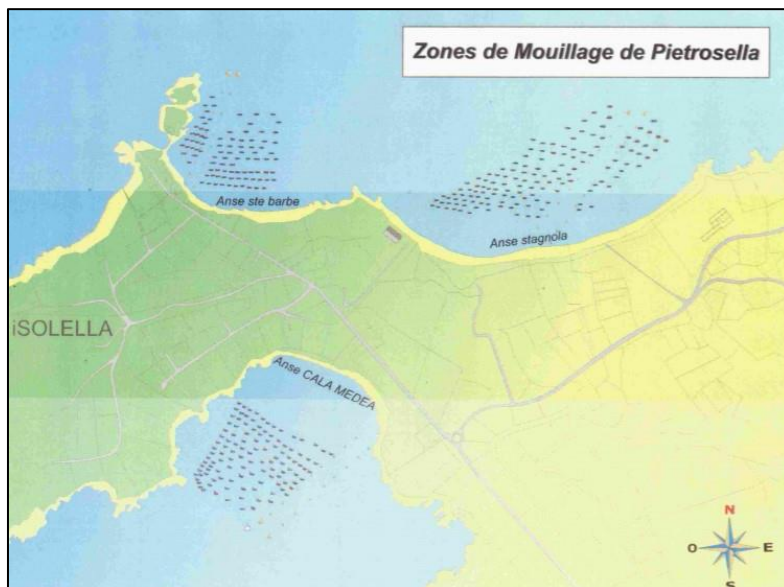 Zones de Mouillage de Pietrosella
Anse ste barbe
Anse stagnola
iSOLELLA
Anse CALA MEDEA
N
O
E
S